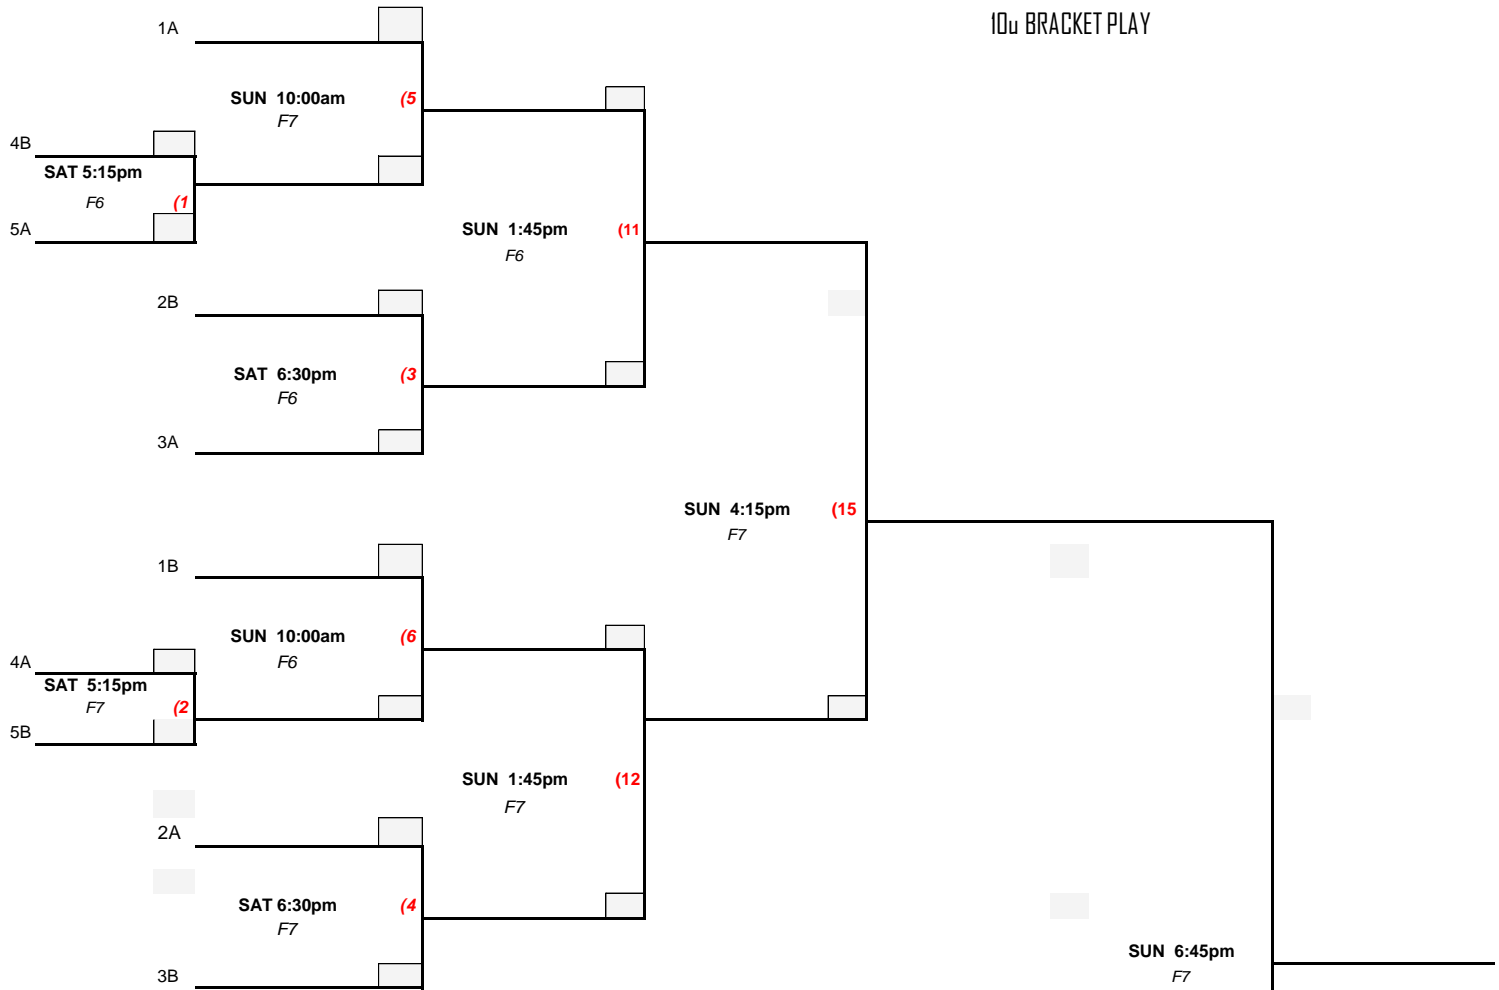 10u BRACKET PLAY
1A
SUN 10:00am (5
F7
4B
SAT 5:15pm
F6 (1
5A
SUN 1:45pm (11
F6
2B
SAT 6:30pm (3
F6
3A
SUN 4:15pm (15
F7
1B
SUN 10:00am (6
F6
4A
SAT 5:15pm
F7 (2
5B
SUN 1:45pm (12
F7
2A
SAT 6:30pm (4
F7
3B
SUN 6:45pm
F7